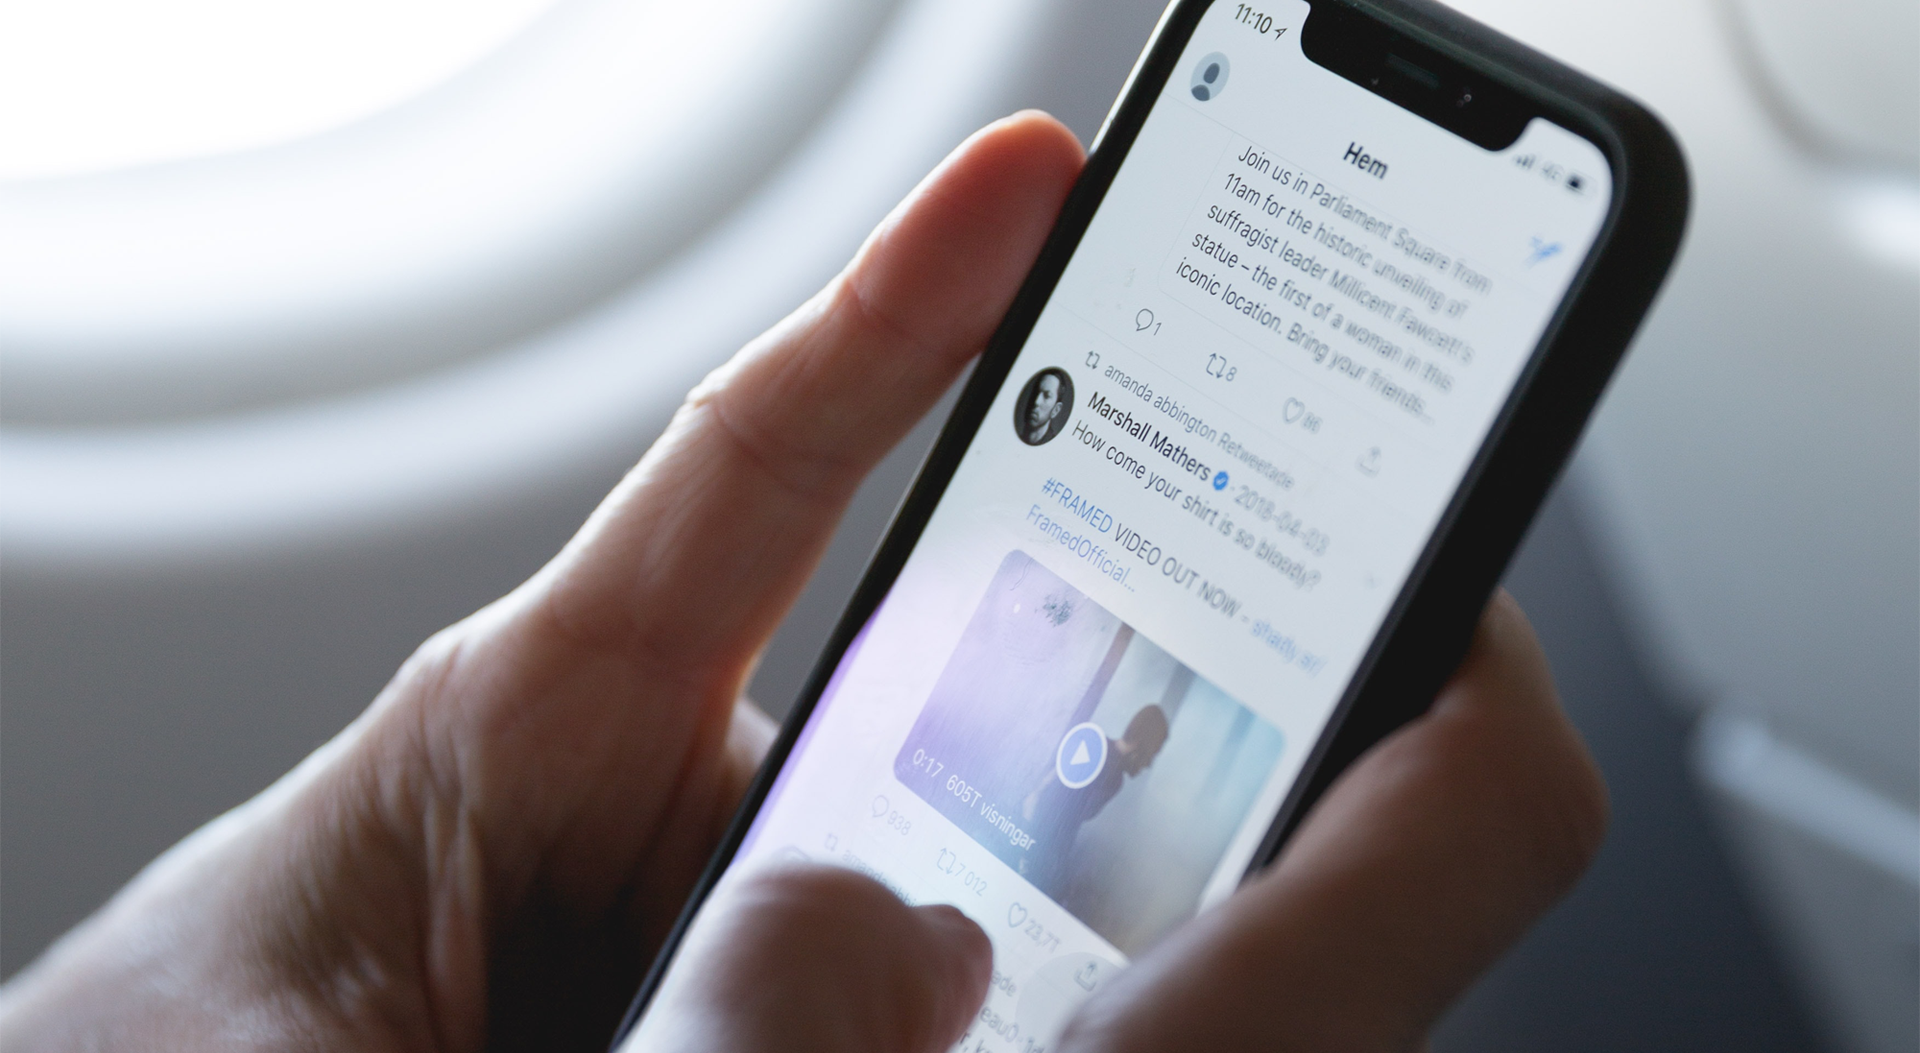 11:10
4G
Hem
Join us in Parliament Square from
11am for the historic unveiling of
suffragist leader Millicent Fawcett's
statue – the first of a woman in this
iconic location. Bring your friends...
1
8
86
amanda abbington Retweetade
Marshall Mathers · 2018-04-03
How come your shirt is so bloody?
#FRAMED VIDEO OUT NOW - shady.sr/
FramedOfficial...
0:17 605T visningar
938
7 012
23,7T